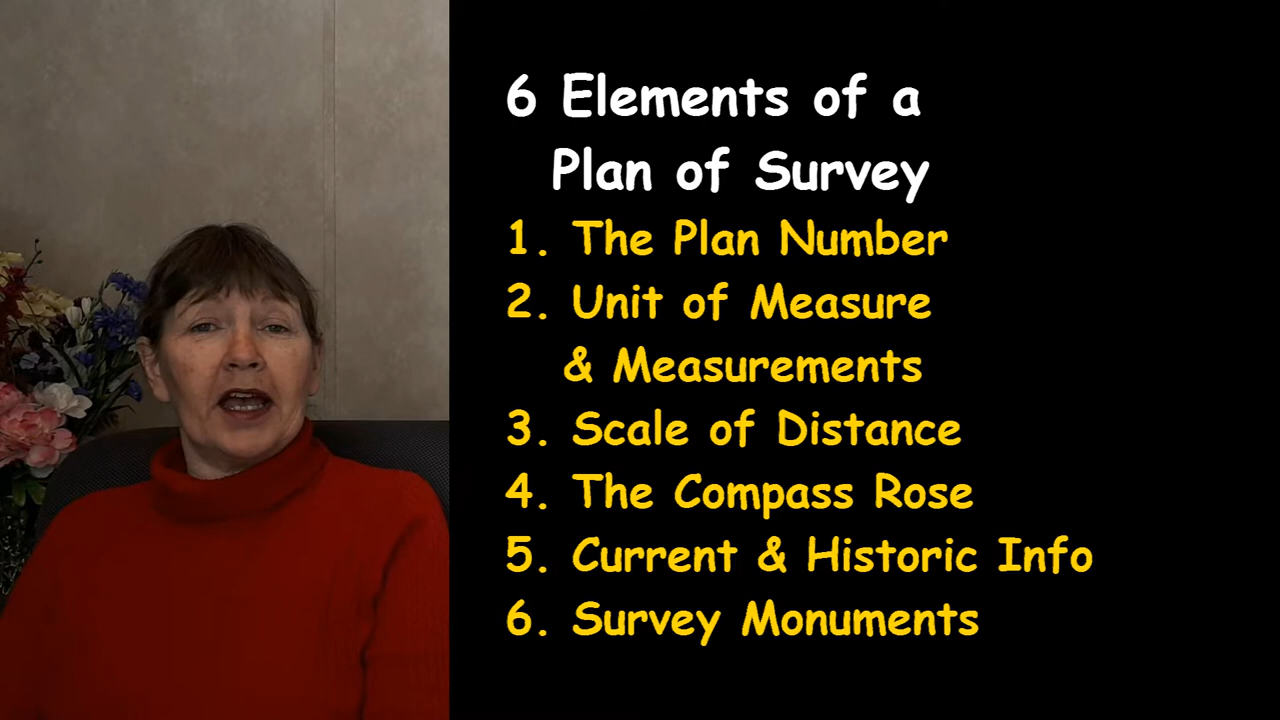 6 Elements of a
Plan of Survey
1. The Plan Number
2. Unit of Measure
& Measurements
3. Scale of Distance
4. The Compass Rose
5. Current & Historic Info
6. Survey Monuments